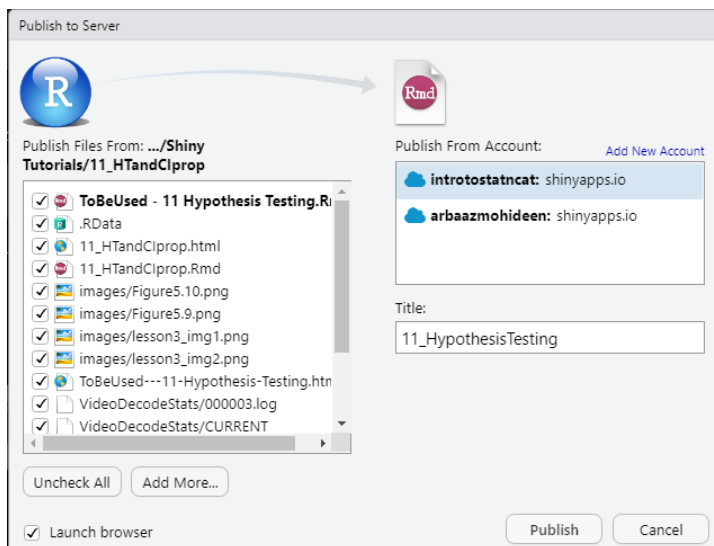 Publish to Server
R
Rmd
Publish Files From: .../Shiny
Tutorials/11_HTandCIprop
ToBeUsed - 11 Hypothesis Testing.R
.RData
11_HTandCIprop.html
11_HTandCIprop.Rmd
images/Figure5.10.png
images/Figure5.9.png
images/lesson3_img1.png
images/lesson3_img2.png
ToBeUsed---11-Hypothesis-Testing.htn
VideoDecodeStats/000003.log
VideoDecodeStats/CURRENT
Uncheck All
Add More...
Launch browser
Publish From Account:
Add New Account
introtostatncat: shinyapps.io
arbaazmohideen: shinyapps.io
Title:
11_HypothesisTesting
Publish
Cancel